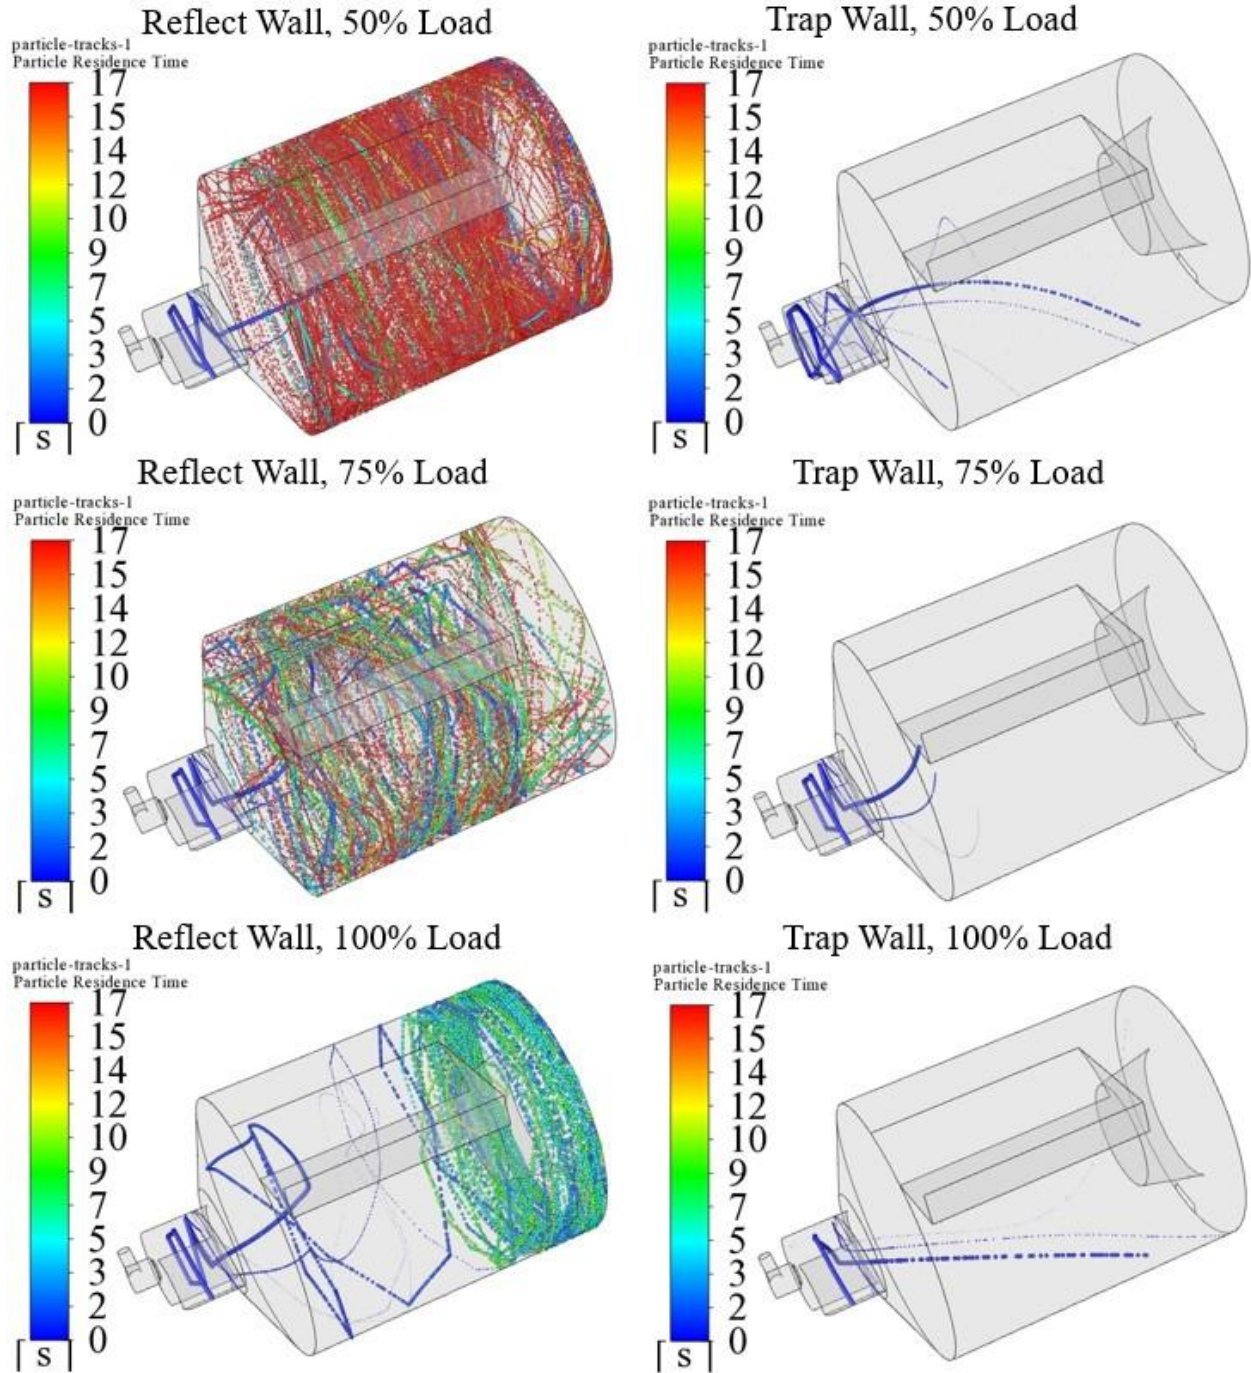 Reflect Wall, 50% Load
particle-tracks-1
Particle Residence Time
17
15
14
12
10
9
7
5
3
2
0
[ s ]
Trap Wall, 50% Load
particle-tracks-1
Particle Residence Time
17
15
14
12
10
9
7
5
3
2
0
[ s ]
Reflect Wall, 75% Load
particle-tracks-1
Particle Residence Time
17
15
14
12
10
9
7
5
3
2
0
[ s ]
Trap Wall, 75% Load
particle-tracks-1
Particle Residence Time
17
15
14
12
10
9
7
5
3
2
0
[ s ]
Reflect Wall, 100% Load
particle-tracks-1
Particle Residence Time
17
15
14
12
10
9
7
5
3
2
0
[ s ]
Trap Wall, 100% Load
particle-tracks-1
Particle Residence Time
17
15
14
12
10
9
7
5
3
2
0
[ s ]